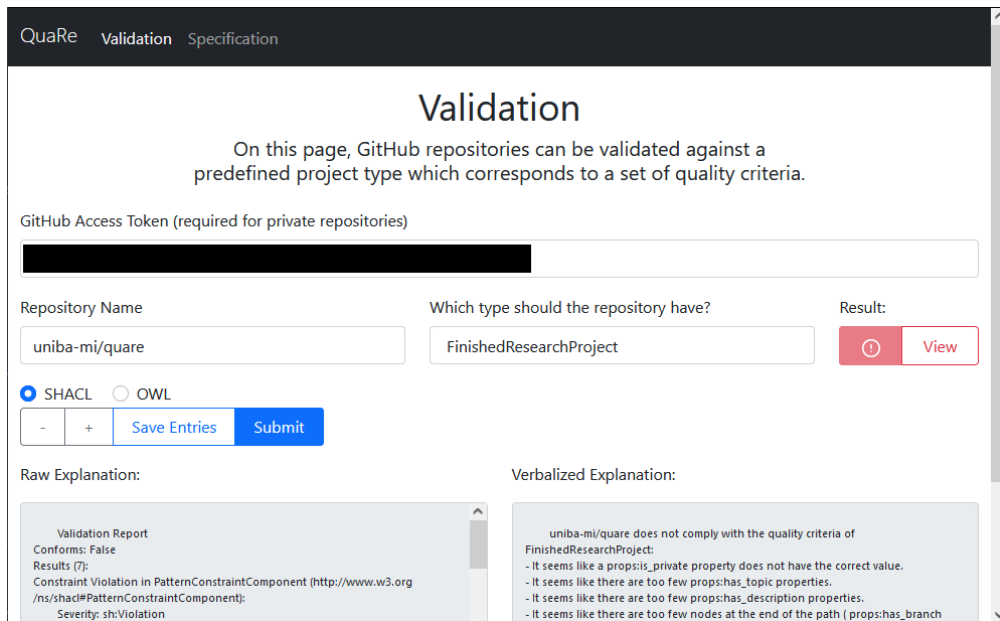 QuaRe Validation Specification
Validation
On this page, GitHub repositories can be validated against a
predefined project type which corresponds to a set of quality criteria.
GitHub Access Token (required for private repositories)
Repository Name
Which type should the repository have?
Result:
uniba-mi/quare
FinishedResearchProject
View
SHACL OWL
- + Save Entries Submit
Raw Explanation:
Validation Report
Conforms: False
Results (7):
Constraint Violation in PatternConstraintComponent (http://www.w3.org
/ns/shacl#PatternConstraintComponent):
Severity: sh:Violation
Verbalized Explanation:
uniba-mi/quare does not comply with the quality criteria of
FinishedResearchProject:
- It seems like a props:is_private property does not have the correct value.
- It seems like there are too few props:has_topic properties.
- It seems like there are too few props:has_description properties.
- It seems like there are too few nodes at the end of the path ( props:has_branch